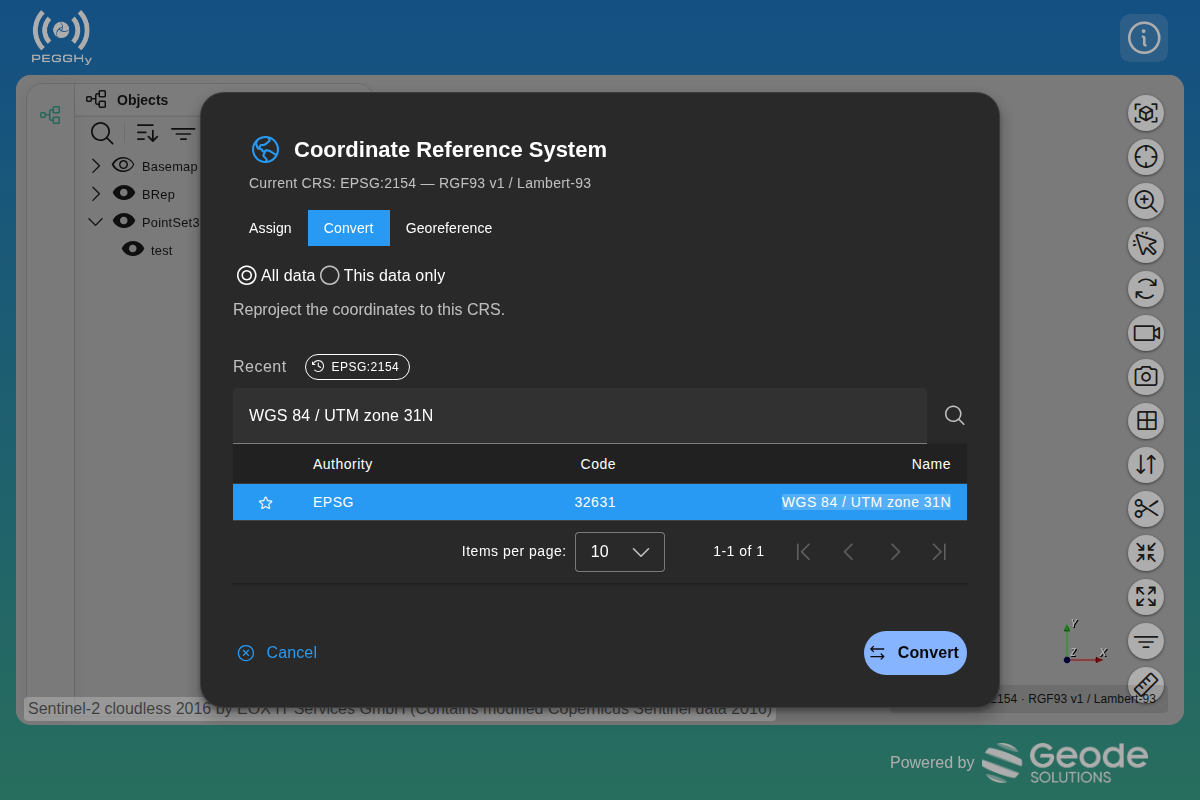 PEGGHy
Objects
Basemap
BRep
PointSet3
test
Coordinate Reference System
Current CRS: EPSG:2154 — RGF93 v1 / Lambert-93
Assign
Convert
Georeference
All data
This data only
Reproject the coordinates to this CRS.
Recent
EPSG:2154
WGS 84 / UTM zone 31N
Authority Code Name
EPSG 32631 WGS 84 / UTM zone 31N
Items per page: 10 1-1 of 1
Cancel
Convert
Y
Z X
2154 · RGF93 v1 / Lambert-93
Sentinel-2 cloudless 2016 by EOX IT Services GmbH (Contains modified Copernicus Sentinel data 2016)
Powered by Geode
SOLUTIONS